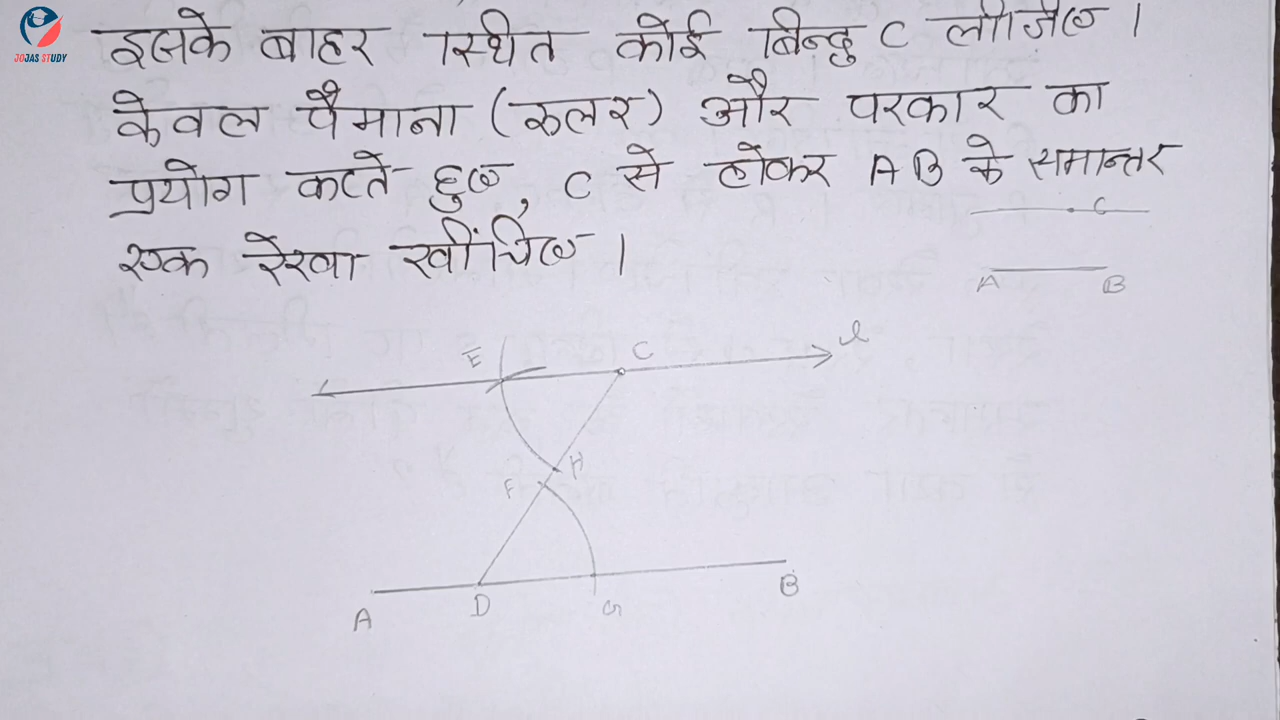 JOJAS STUDY
इसके बाहर स्थित कोई बिन्दु C लीजिए।
केवल पैमाना (रुलर) और परकार का
प्रयोग करते हुए, C से होकर AB के समान्तर
एक रेखा खींचिए।
C
A B
E C l
H
F
A D G B